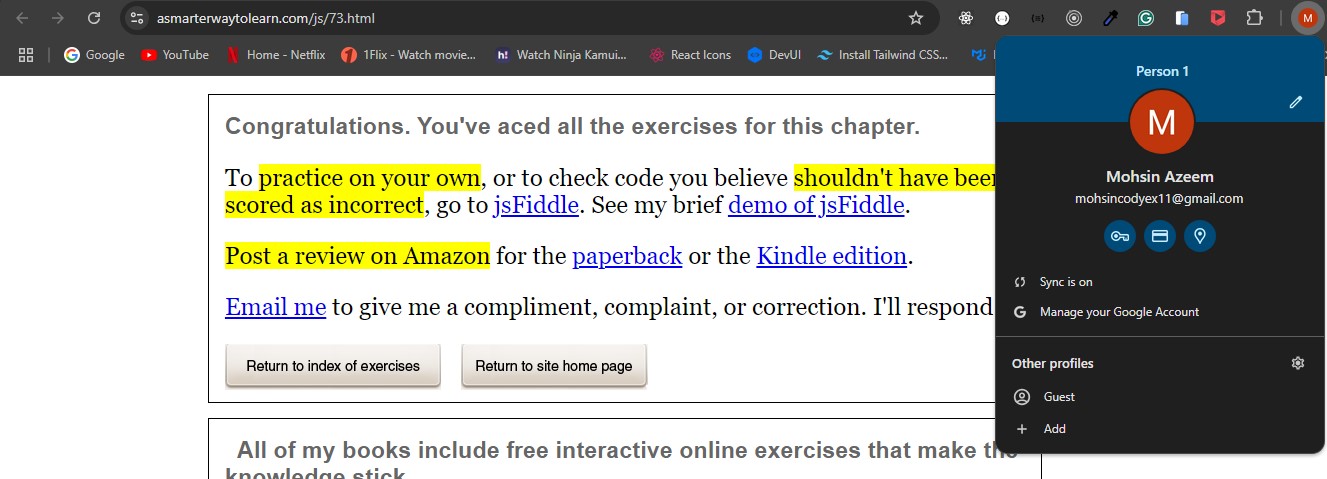 asmarterwaytolearn.com/js/73.html
M
Google
YouTube
Home - Netflix
1Flix - Watch movie...
h!
Watch Ninja Kamui...
React Icons
DevUI
Install Tailwind CSS...
Congratulations. You've aced all the exercises for this chapter.
To practice on your own, or to check code you believe shouldn't have been
scored as incorrect, go to jsFiddle. See my brief demo of jsFiddle.
Post a review on Amazon for the paperback or the Kindle edition.
Email me to give me a compliment, complaint, or correction. I'll respond
Return to index of exercises
Return to site home page
All of my books include free interactive online exercises that make the
knowledge stick
Person 1
M
Mohsin Azeem
mohsincodyex11@gmail.com
Sync is on
Manage your Google Account
Other profiles
Guest
Add